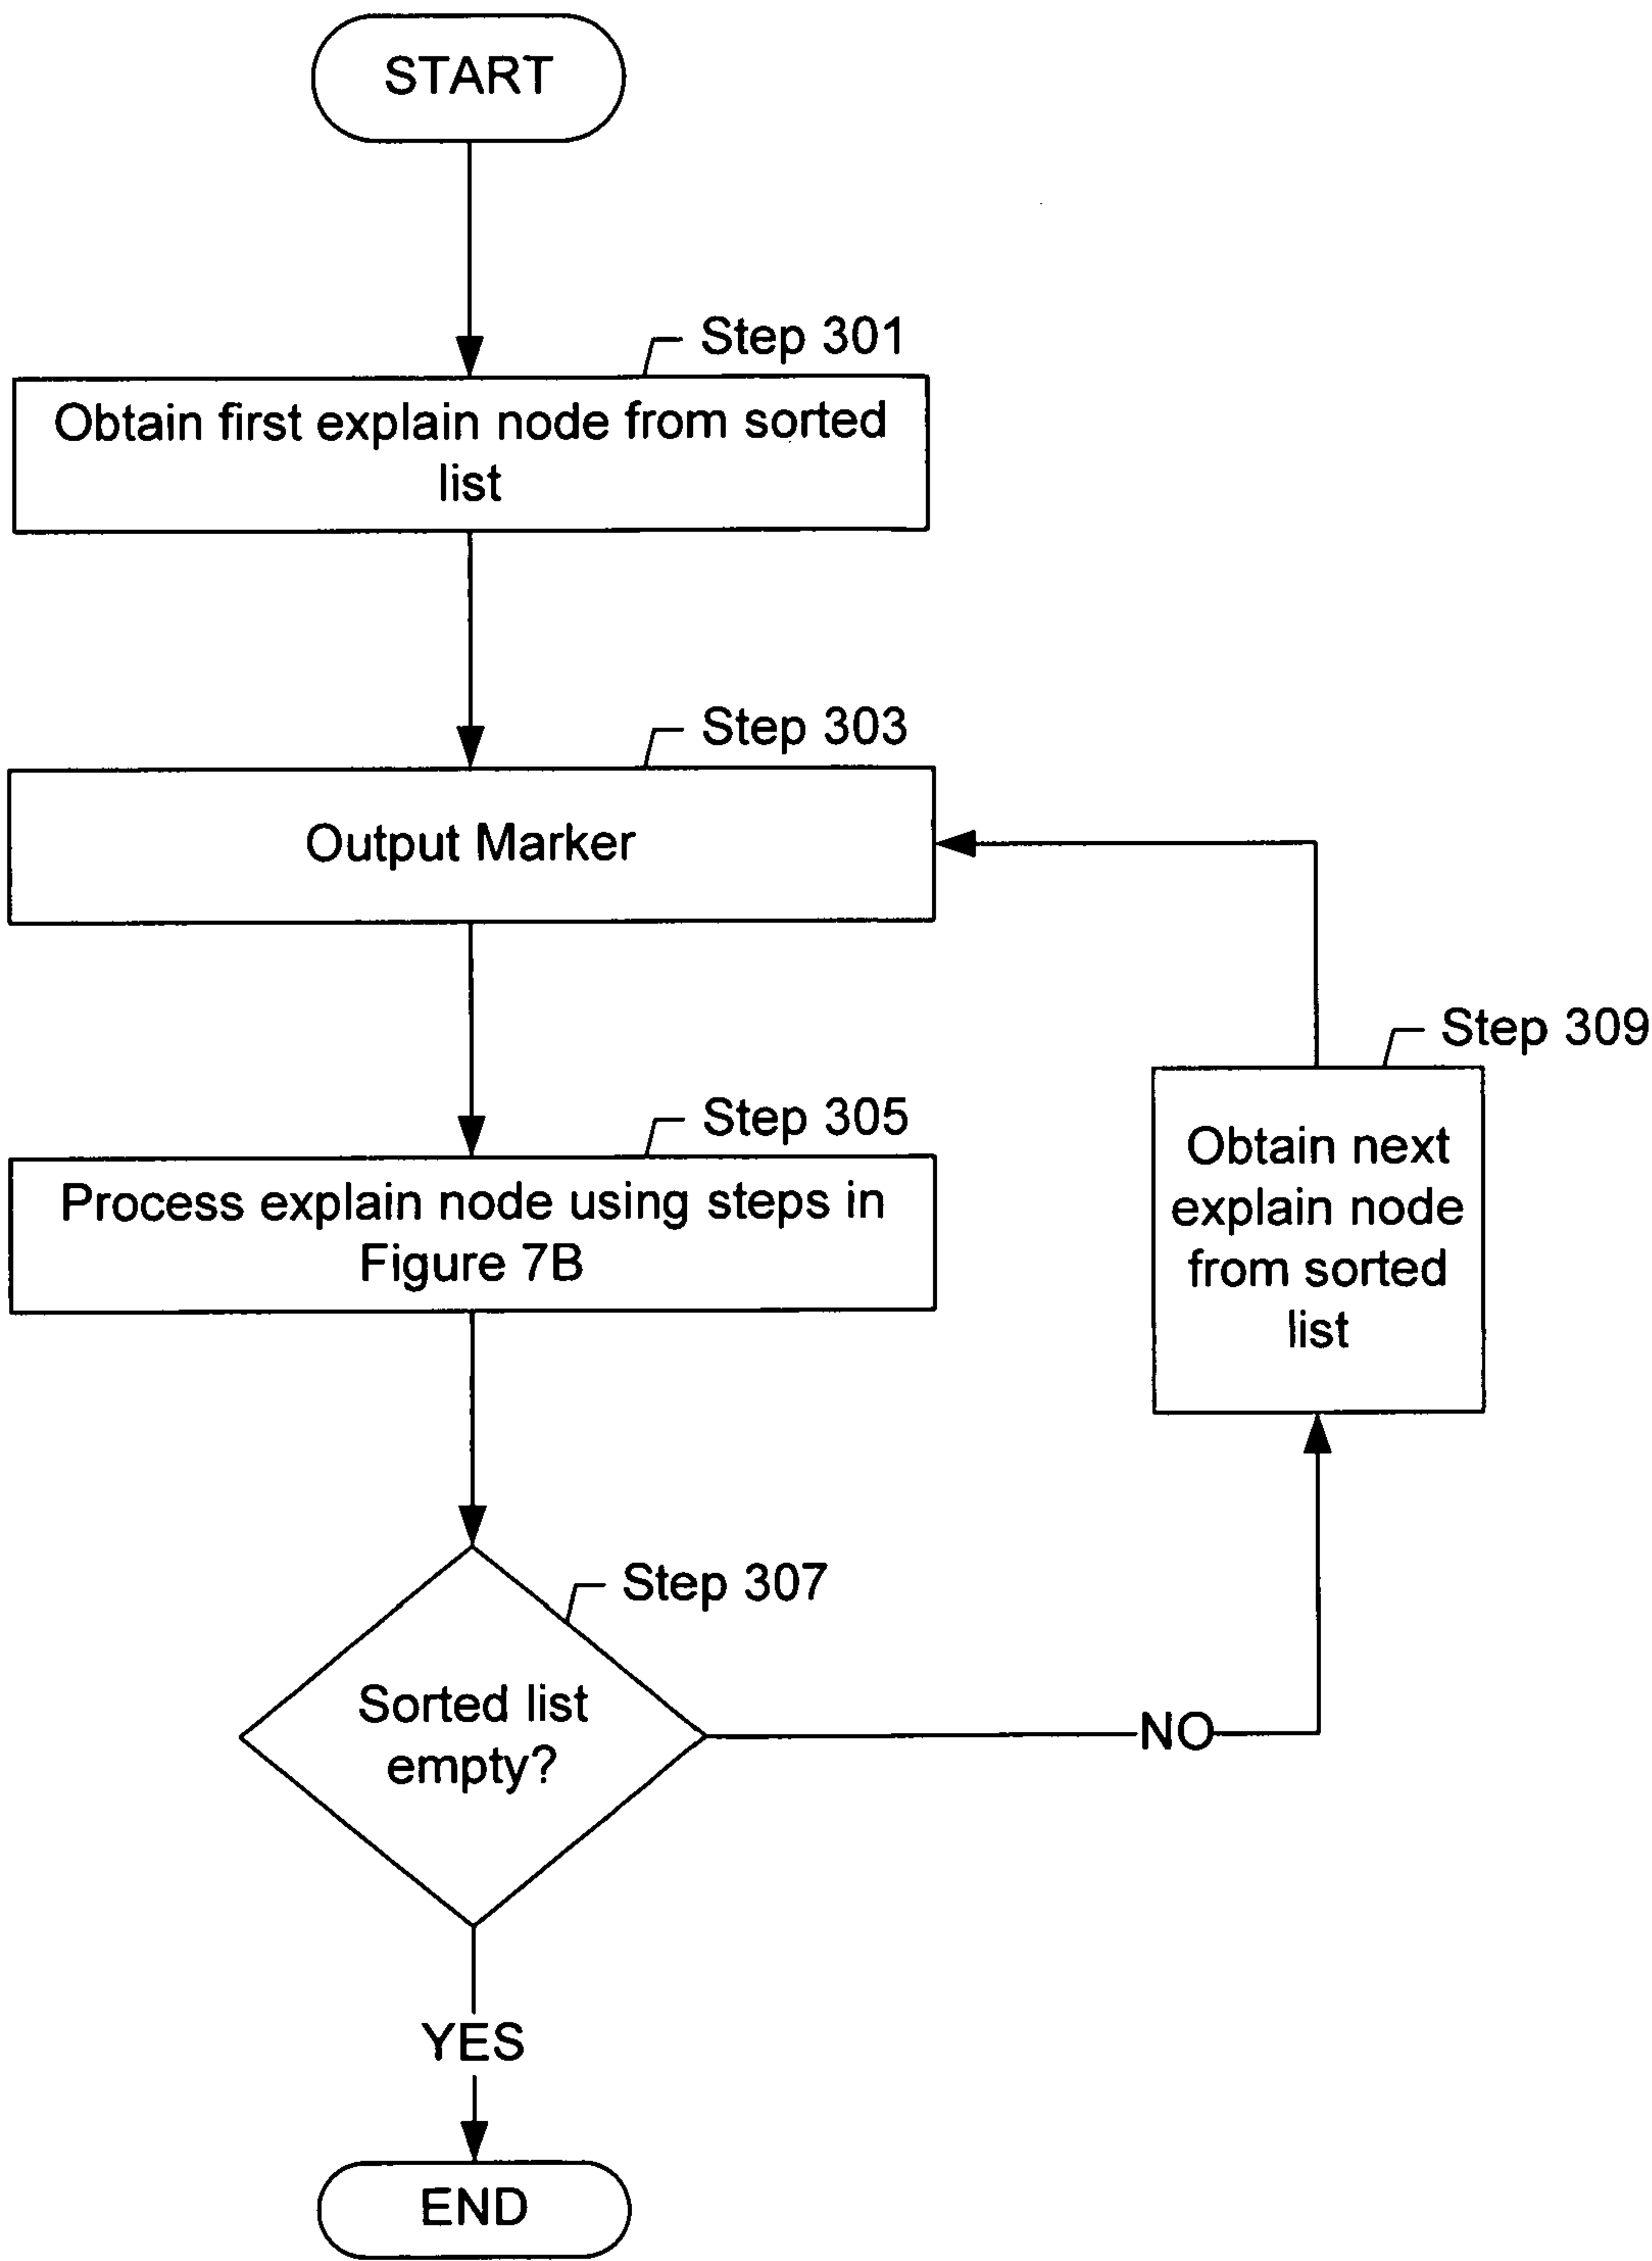 START
Step 301
Obtain first explain node from sorted
list
Step 303
Output Marker
Step 309
Obtain next
explain node
from sorted
list
Step 305
Process explain node using steps in
Figure 7B
Step 307
Sorted list
empty?
NO
YES
END